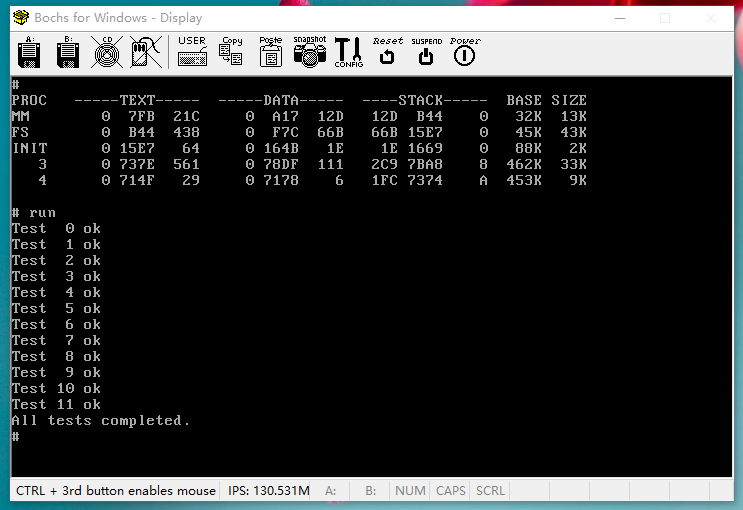 Bochs for Windows - Display
A: B: CD USER Copy Paste snapshot CONFIG Reset SUSPEND Power
#
PROC -----TEXT----- -----DATA----- ----STACK----- BASE SIZE
MM 0 7FB 21C 0 A17 12D 12D B44 0 32K 13K
FS 0 B44 438 0 F7C 66B 66B 15E7 0 45K 43K
INIT 0 15E7 64 0 164B 1E 1E 1669 0 88K 2K
3 0 737E 561 0 78DF 111 2C9 7BA8 8 462K 33K
4 0 714F 29 0 7178 6 1FC 7374 A 453K 9K
# run
Test 0 ok
Test 1 ok
Test 2 ok
Test 3 ok
Test 4 ok
Test 5 ok
Test 6 ok
Test 7 ok
Test 8 ok
Test 9 ok
Test 10 ok
Test 11 ok
All tests completed.
#
CTRL + 3rd button enables mouse IPS: 130.531M A: B: NUM CAPS SCRL